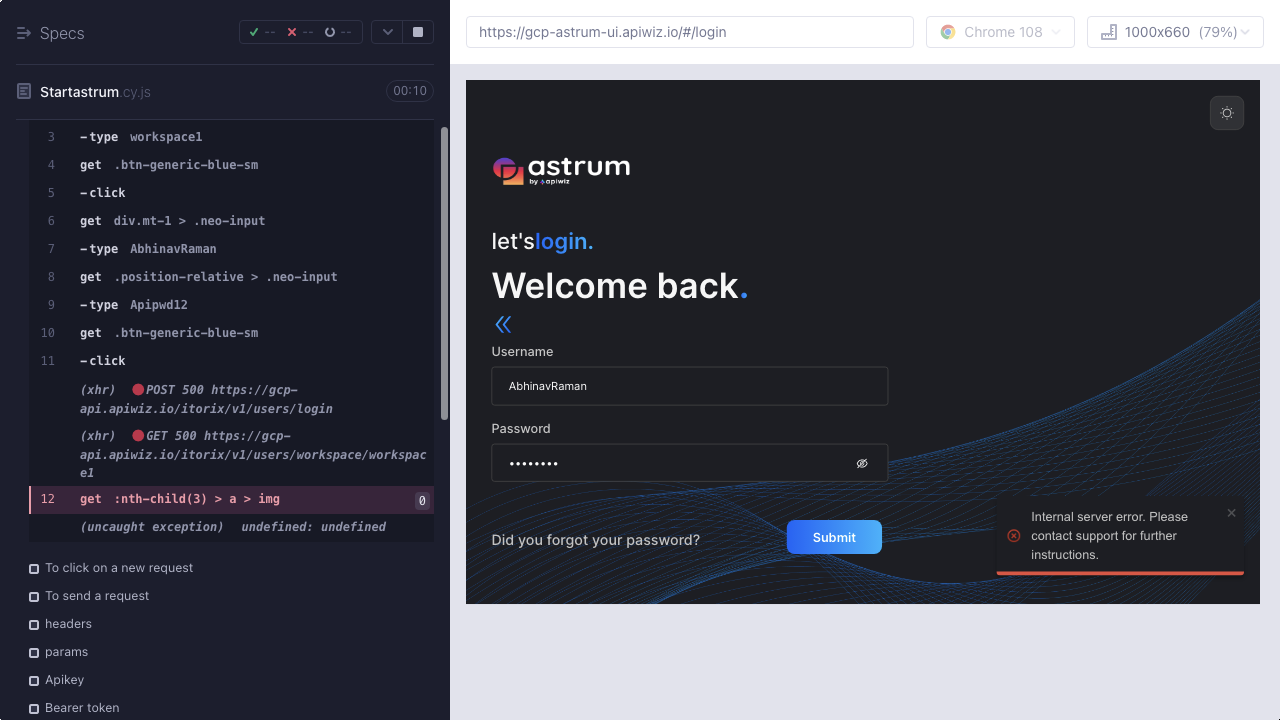 Specs
-- -- --
Startastrum.cy.js 00:10
3 -type workspace1
4 get .btn-generic-blue-sm
5 -click
6 get div.mt-1 > .neo-input
7 -type AbhinavRaman
8 get .position-relative > .neo-input
9 -type Apipwd12
10 get .btn-generic-blue-sm
11 -click
(xhr) POST 500 https://gcp-
api.apiwiz.io/itorix/v1/users/login
(xhr) GET 500 https://gcp-
api.apiwiz.io/itorix/v1/users/workspace/workspac
e1
12 get :nth-child(3) > a > img 0
(uncaught exception) undefined: undefined
To click on a new request
To send a request
headers
params
Apikey
Bearer token
https://gcp-astrum-ui.apiwiz.io/#/login
Chrome 108
1000x660 (79%)
astrum
by apiwiz
let'slogin.
Welcome back.
Username
AbhinavRaman
Password
••••••••
Did you forgot your password?
Submit
Internal server error. Please
contact support for further
instructions.